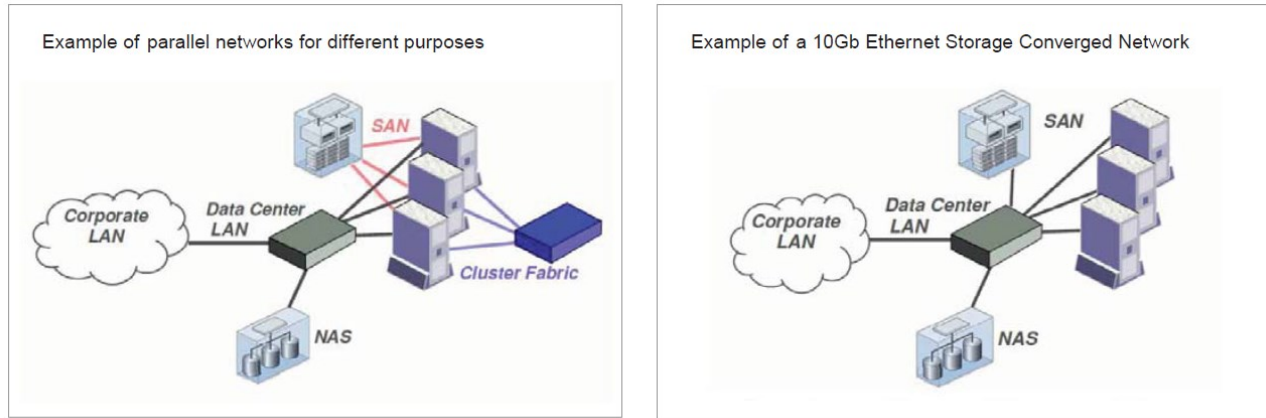 Example of parallel networks for different purposes
SAN
Corporate
LAN
Data Center
LAN
Cluster Fabric
NAS
Example of a 10Gb Ethernet Storage Converged Network
SAN
Corporate
LAN
Data Center
LAN
NAS